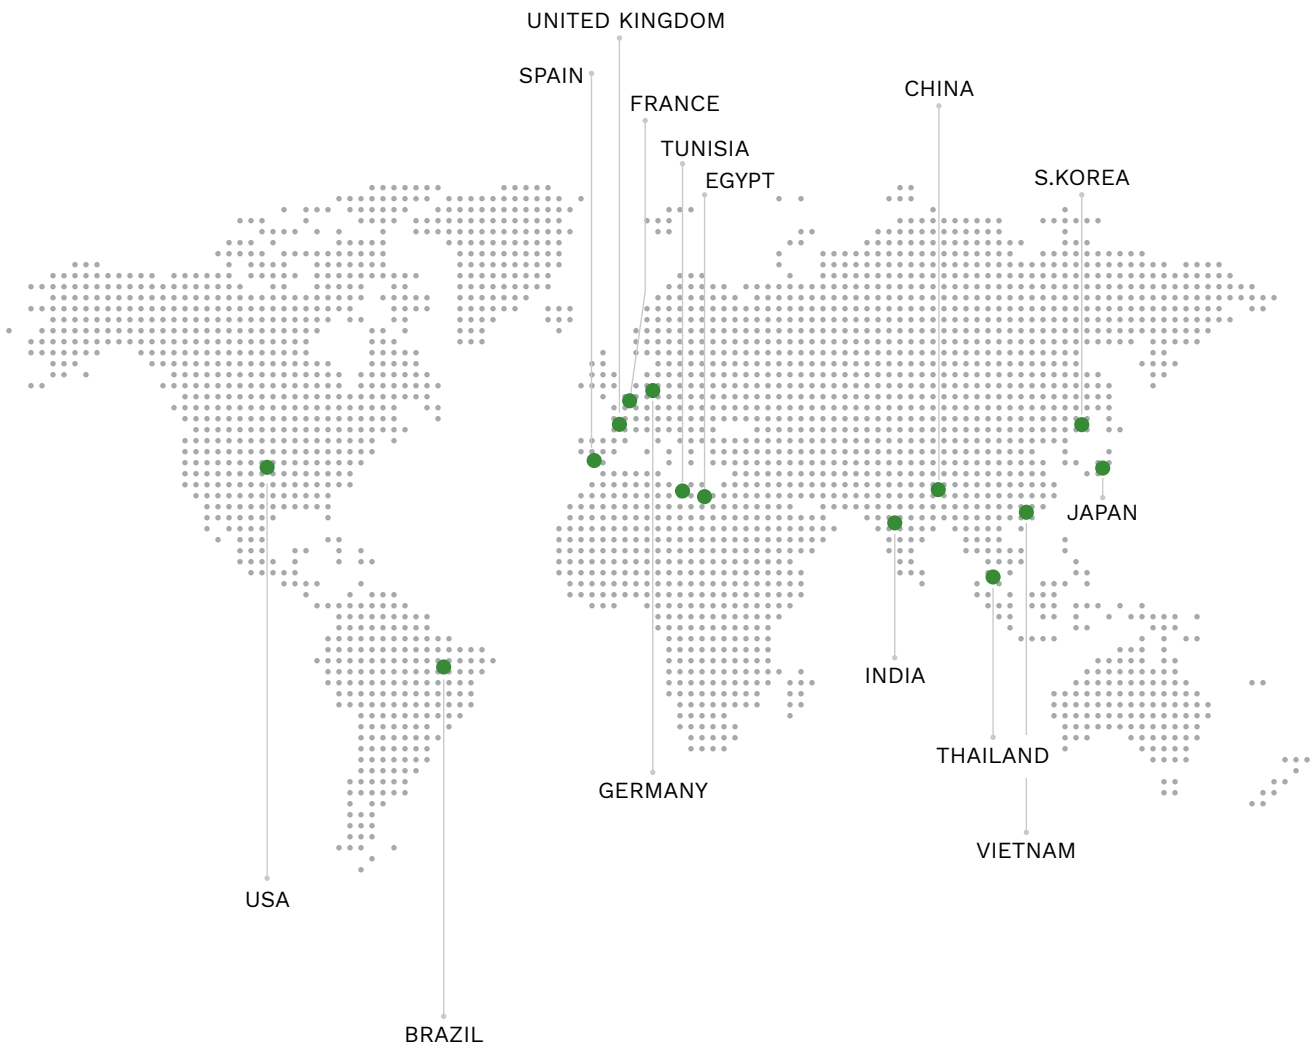 UNITED KINGDOM
SPAIN
CHINA
FRANCE
TUNISIA
S.KOREA
EGYPT
JAPAN
INDIA
THAILAND
GERMANY
VIETNAM
USA
BRAZIL